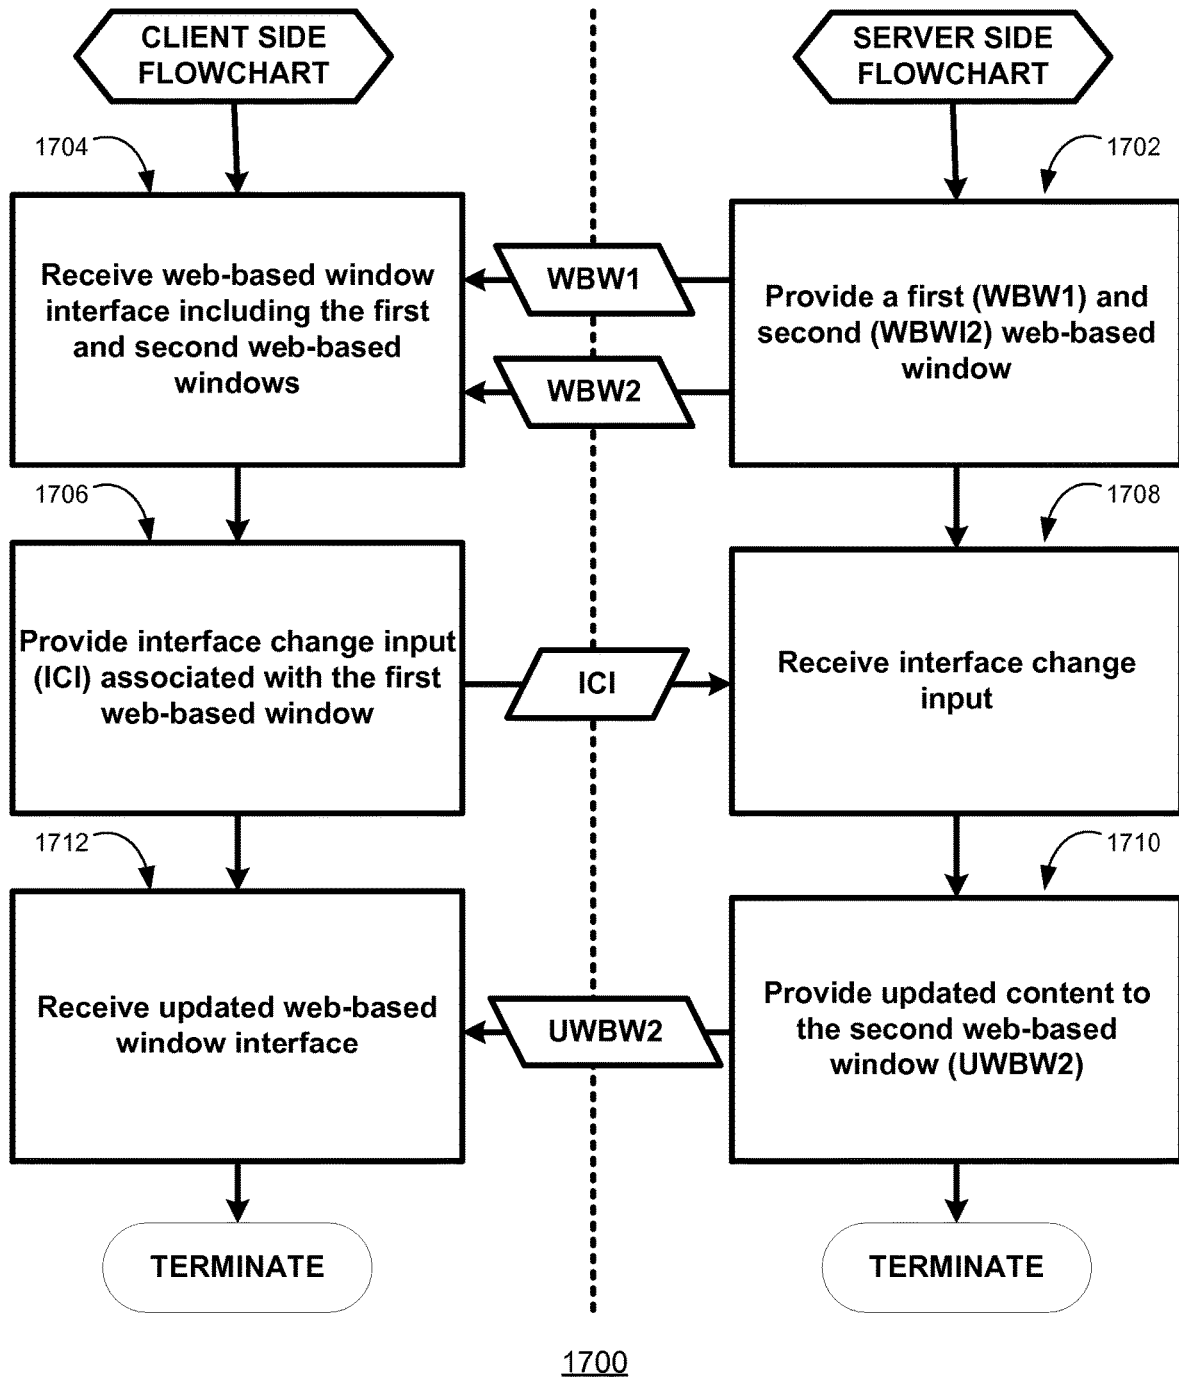 CLIENT SIDE
FLOWCHART
SERVER SIDE
FLOWCHART
1704
1702
Receive web-based window
interface including the first
and second web-based
windows
WBW1
WBW2
Provide a first (WBW1) and
second (WBWI2) web-based
window
1706
1708
Provide interface change input
(ICI) associated with the first
web-based window
ICI
Receive interface change
input
1712
1710
Receive updated web-based
window interface
UWBW2
Provide updated content to
the second web-based
window (UWBW2)
TERMINATE
TERMINATE
1700